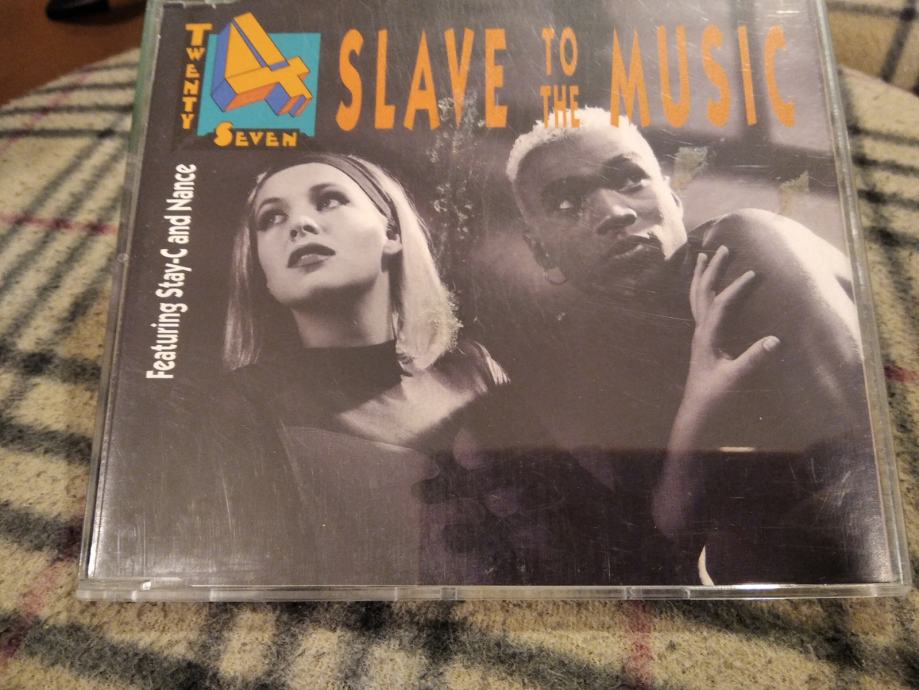 TWENTY
4
SEVEN
SLAVE TO THE MUSIC
Featuring Stay-C and Nance